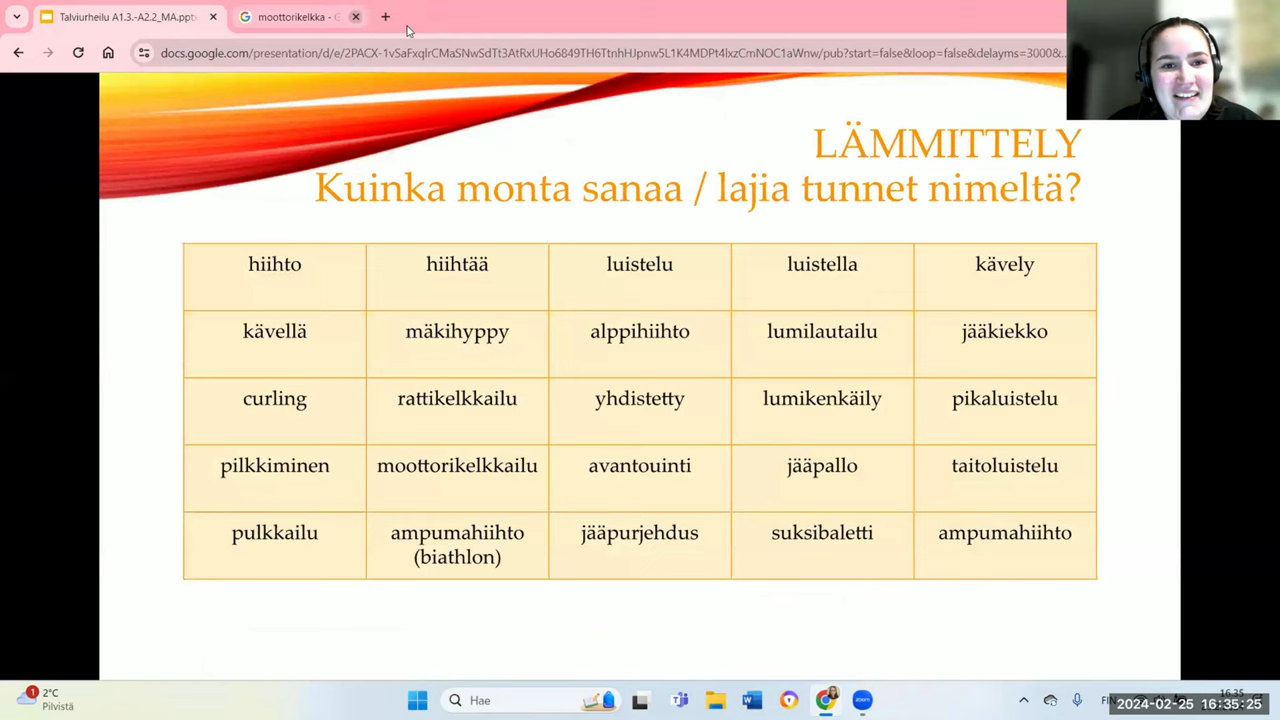 Talviurheilu A1.3.-A2.2_MA.ppt
moottorikelkka - G
docs.google.com/presentation/d/e/2PACX-1vSaFxqlrCMaSNwSdTt3AtRxUHo6849TH6TtnhHJpnw5L1K4MDPt4lxzCmNOC1aWnw/pub?start=false&loop=false&delayms=3000&...
LÄMMITTELY
Kuinka monta sanaa / lajia tunnet nimeltä?
hiihto hiihtää luistelu luistella kävely
kävellä mäkihyppy alppihiihto lumilautailu jääkiekko
curling rattikelkkailu yhdistetty lumikenkäily pikaluistelu
pilkkiminen moottorikelkkailu avantouinti jääpallo taitoluistelu
pulkkailu ampumahiihto jääpurjehdus suksibaletti ampumahiihto
(biathlon)
1
2°C
Pilvistä
Hae
FIN
16.35
2024-02-25 16:35:25